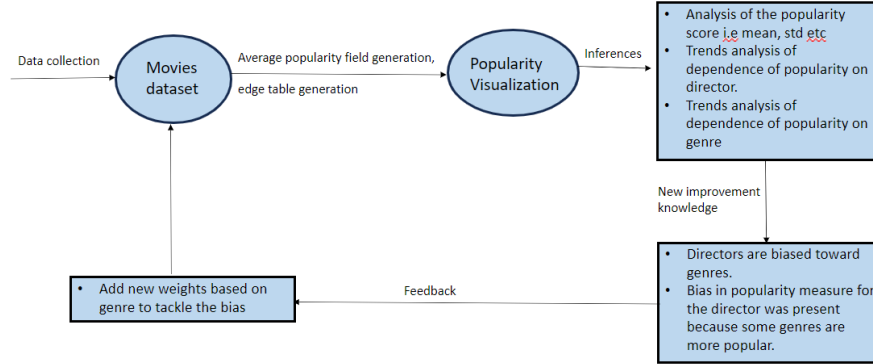 Data collection
Movies
dataset
Average popularity field generation,
edge table generation
Popularity
Visualization
Inferences
• Analysis of the popularity
score i.e mean, std etc
• Trends analysis of
dependence of popularity on
director.
• Trends analysis of
dependence of popularity on
genre
New improvement
knowledge
• Directors are biased toward
genres.
• Bias in popularity measure for
the director was present
because some genres are
more popular.
Feedback
• Add new weights based on
genre to tackle the bias